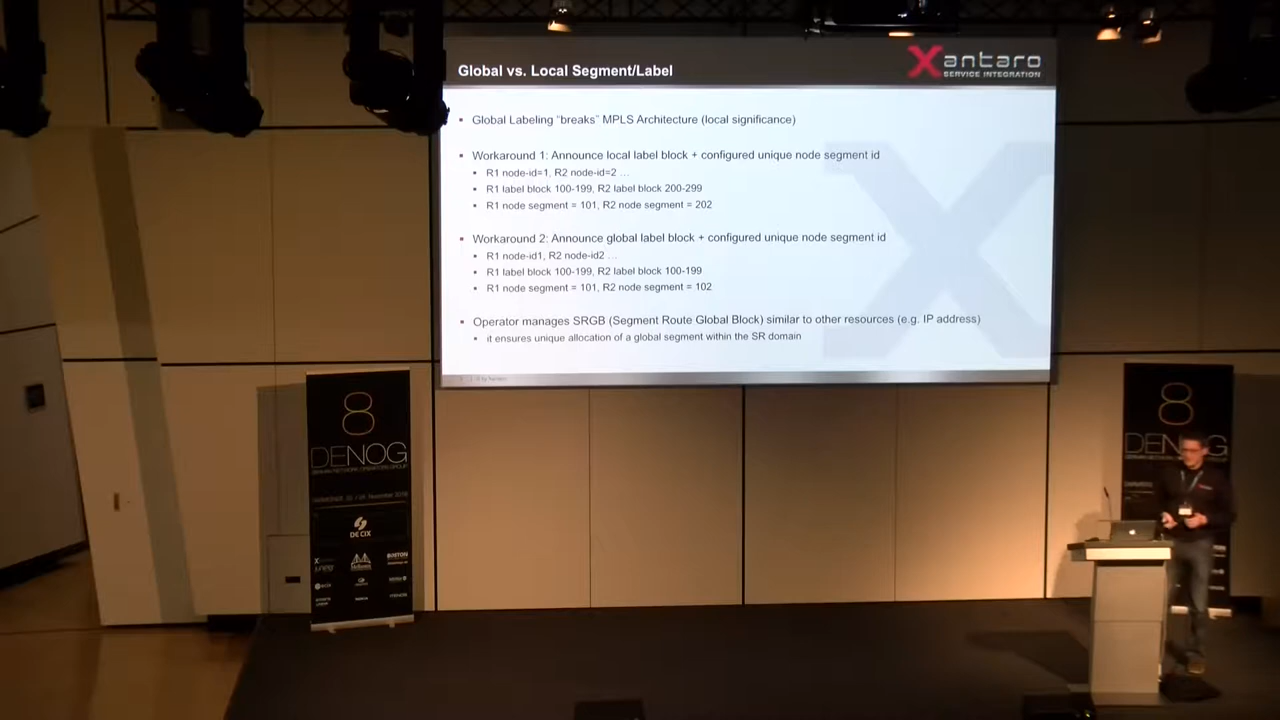 Global vs. Local Segment/Label
Xantaro
SERVICE INTEGRATION
Global Labeling "breaks" MPLS Architecture (local significance)
Workaround 1: Announce local label block + configured unique node segment id
R1 node-id=1, R2 node-id=2 ...
R1 label block 100-199, R2 label block 200-299
R1 node segment = 101, R2 node segment = 202
Workaround 2: Announce global label block + configured unique node segment id
R1 node-id1, R2 node-id2 ...
R1 label block 100-199, R2 label block 100-199
R1 node segment = 101, R2 node segment = 102
Operator manages SRGB (Segment Route Global Block) similar to other resources (e.g. IP address)
it ensures unique allocation of a global segment within the SR domain
8
DENOG
GERMAN NETWORK OPERATORS GROUP
DE CIX
8
DENOG